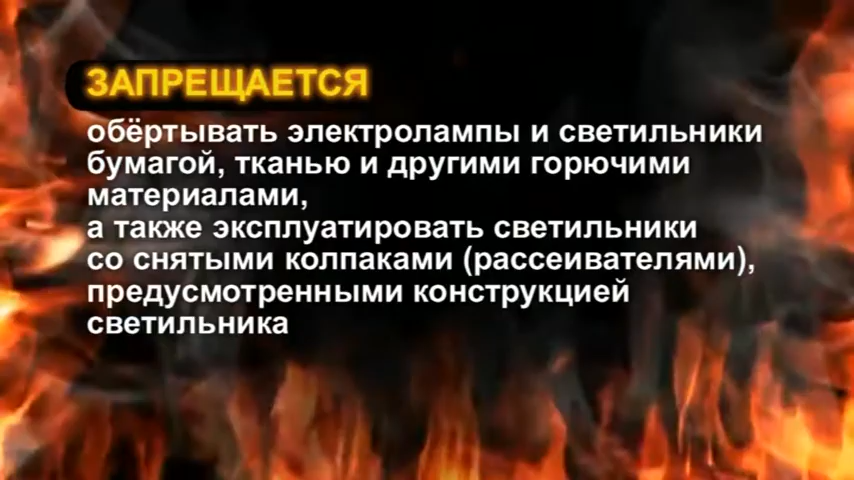 ЗАПРЕЩАЕТСЯ
обёртывать электролампы и светильники
бумагой, тканью и другими горючими
материалами,
а также эксплуатировать светильники
со снятыми колпаками (рассеивателями),
предусмотренными конструкцией
светильника